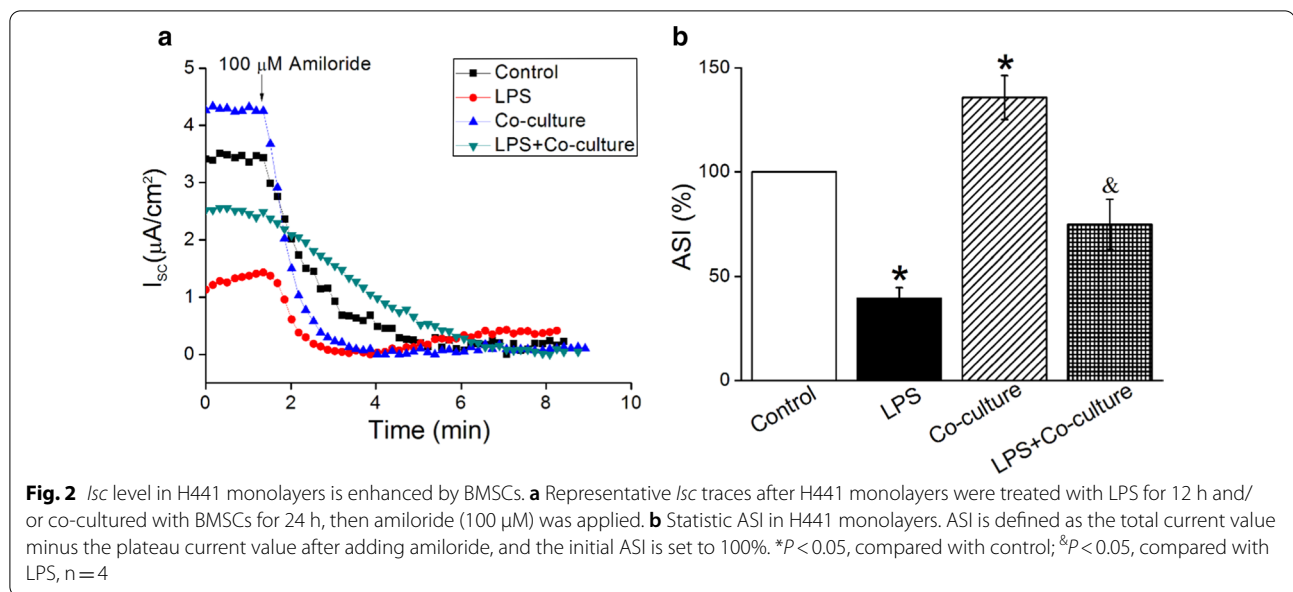 a
100 μM Amiloride
Control
LPS
Co-culture
LPS+Co-culture
5
4
3
2
1
0
Isc(μA/cm²)
0 2 4 6 8 10
Time (min)
b
150
100
50
0
ASI (%)
*
*
&
Control LPS Co-culture LPS+Co-culture
Fig. 2 Isc level in H441 monolayers is enhanced by BMSCs. a Representative Isc traces after H441 monolayers were treated with LPS for 12 h and/
or co-cultured with BMSCs for 24 h, then amiloride (100 μM) was applied. b Statistic ASI in H441 monolayers. ASI is defined as the total current value
minus the plateau current value after adding amiloride, and the initial ASI is set to 100%. *P < 0.05, compared with control; &P < 0.05, compared with
LPS, n = 4